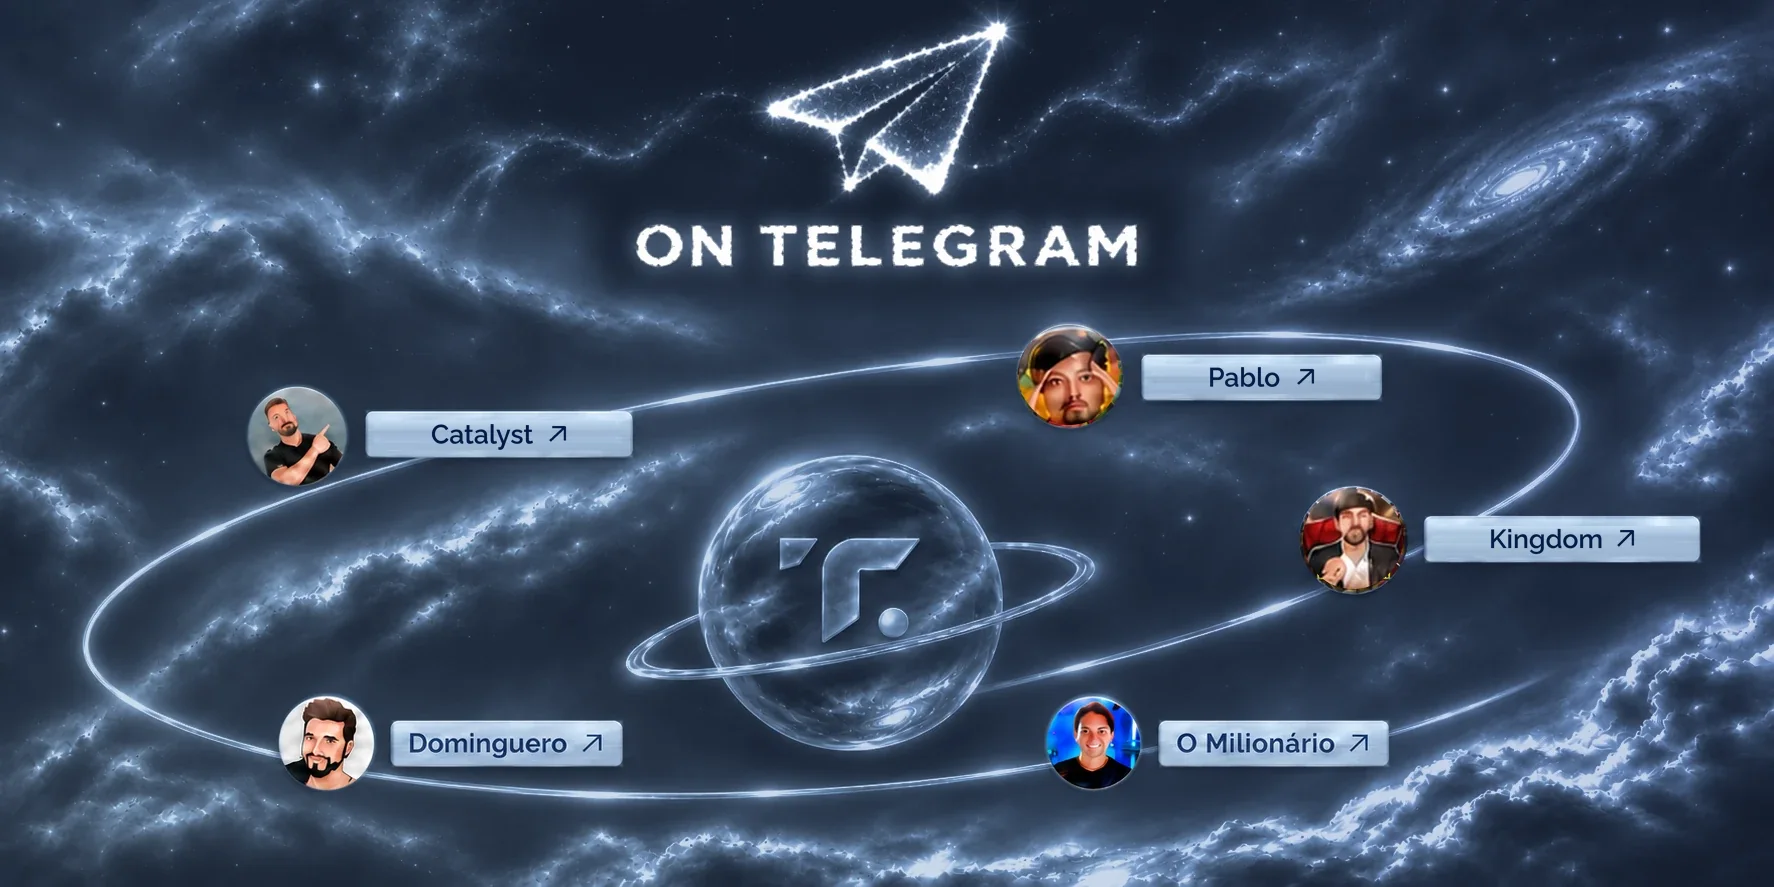 ON TELEGRAM
Pablo
Catalyst
Kingdom
Dominguero
O Milionário